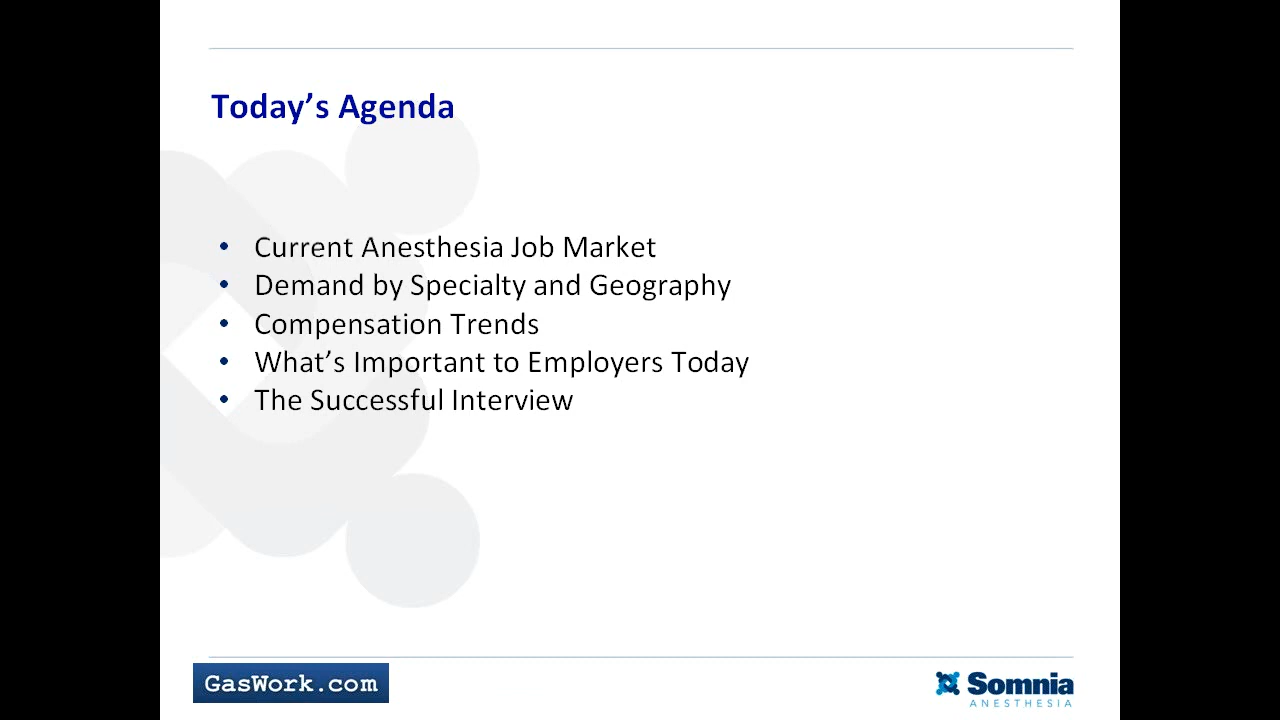 Today’s Agenda
• Current Anesthesia Job Market
• Demand by Specialty and Geography
• Compensation Trends
• What’s Important to Employers Today
• The Successful Interview
GasWork.com
Somnia
ANESTHESIA